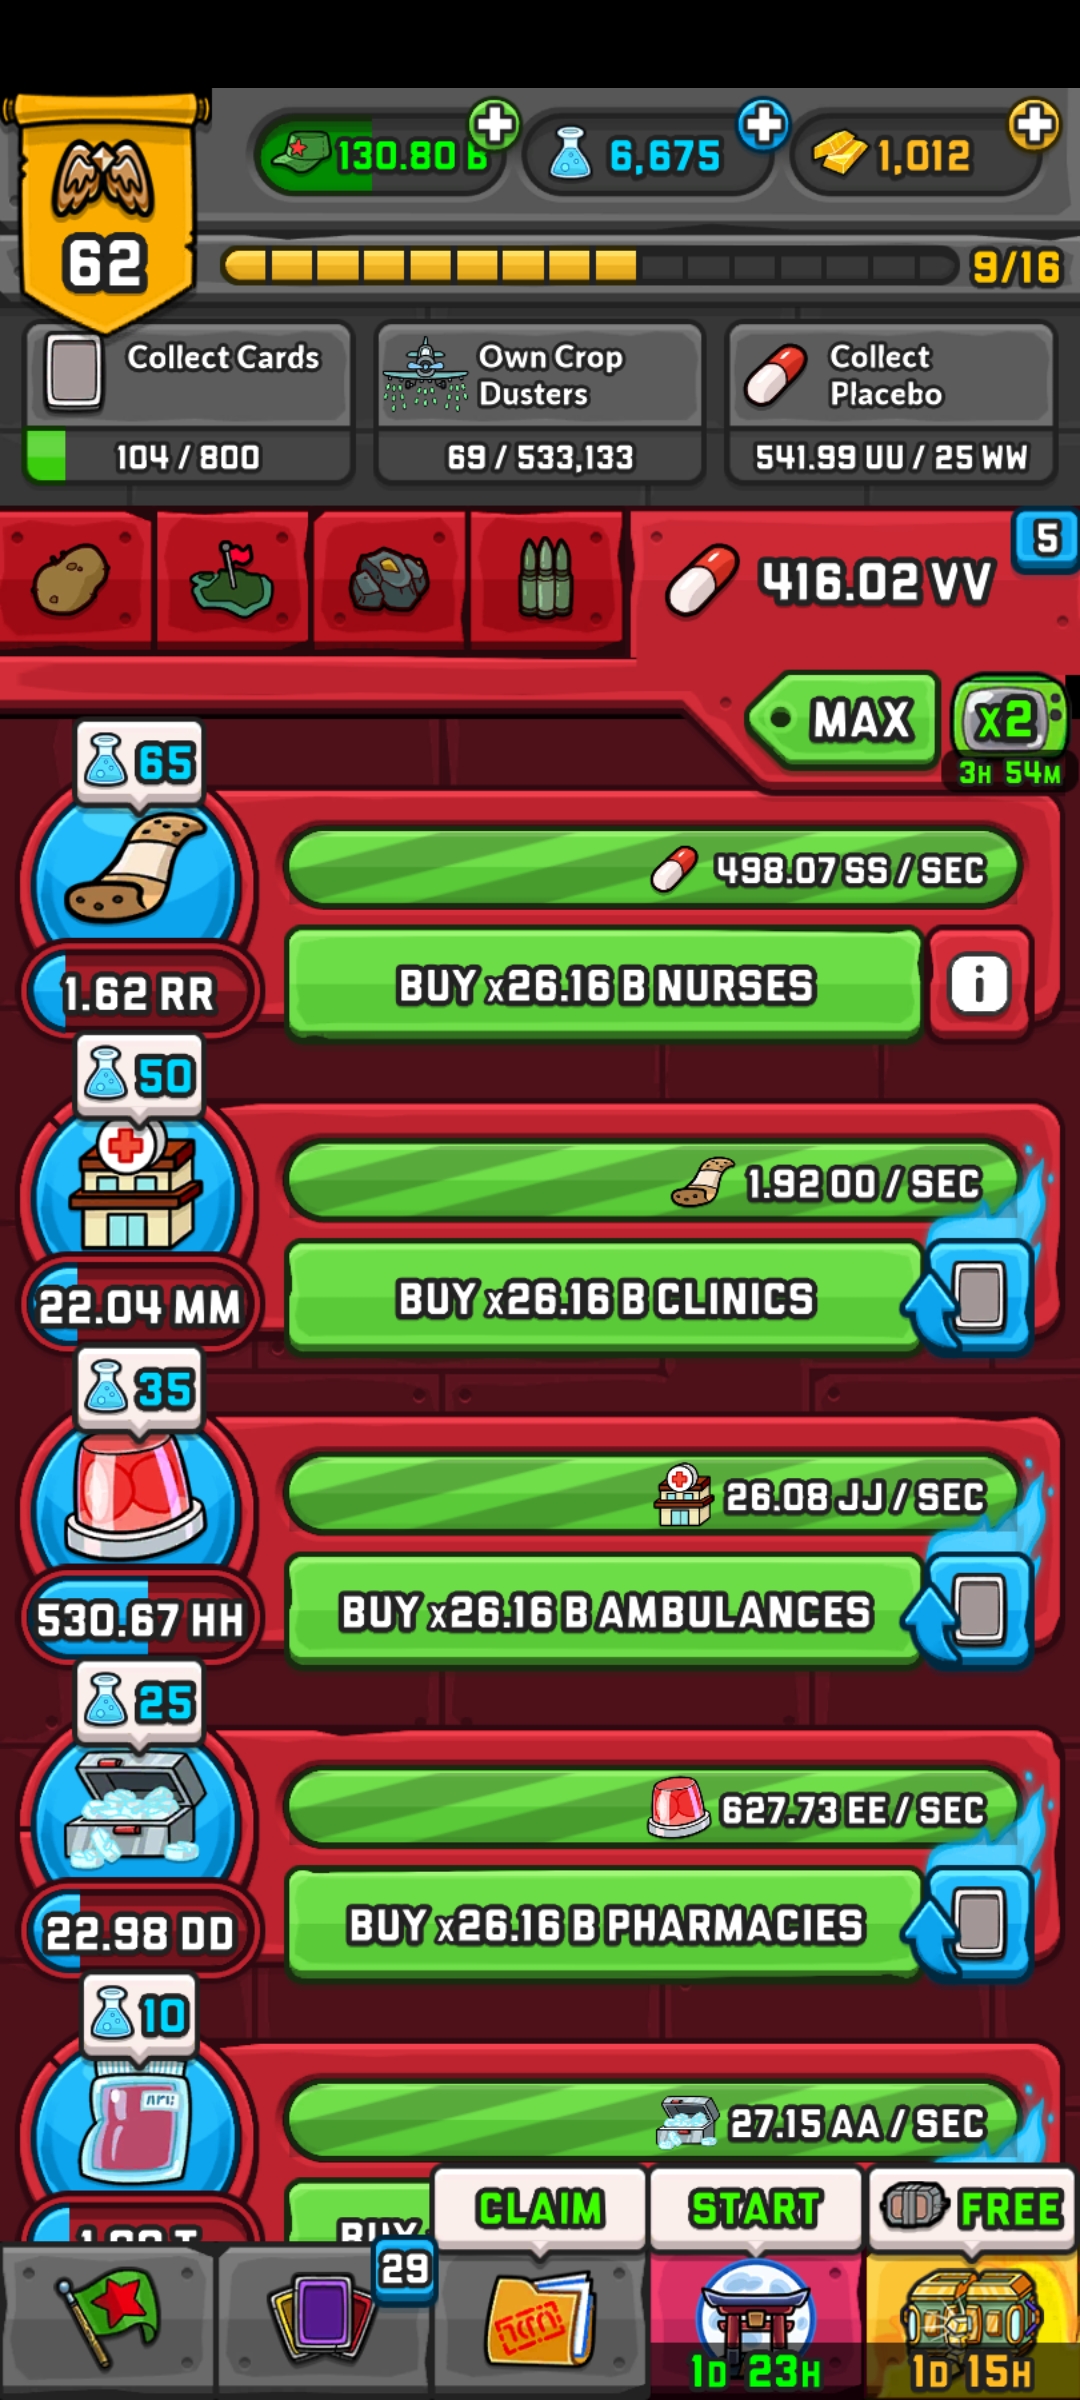 130.80 B
6,675
1,012
62
9/16
Collect Cards
104 / 800
Own Crop
Dusters
69 / 533,133
Collect
Placebo
541.99 UU / 25 WW
416.02 VV
5
MAX
x2
3H 54M
65
498.07 SS / SEC
1.62 RR
BUY x26.16 B NURSES
i
50
1.92 OO / SEC
22.04 MM
BUY x26.16 B CLINICS
35
26.08 JJ / SEC
530.67 HH
BUY x26.16 B AMBULANCES
25
627.73 EE / SEC
22.98 DD
BUY x26.16 B PHARMACIES
10
27.15 AA / SEC
BUY
CLAIM
START
FREE
29
1D 23H
1D 15H